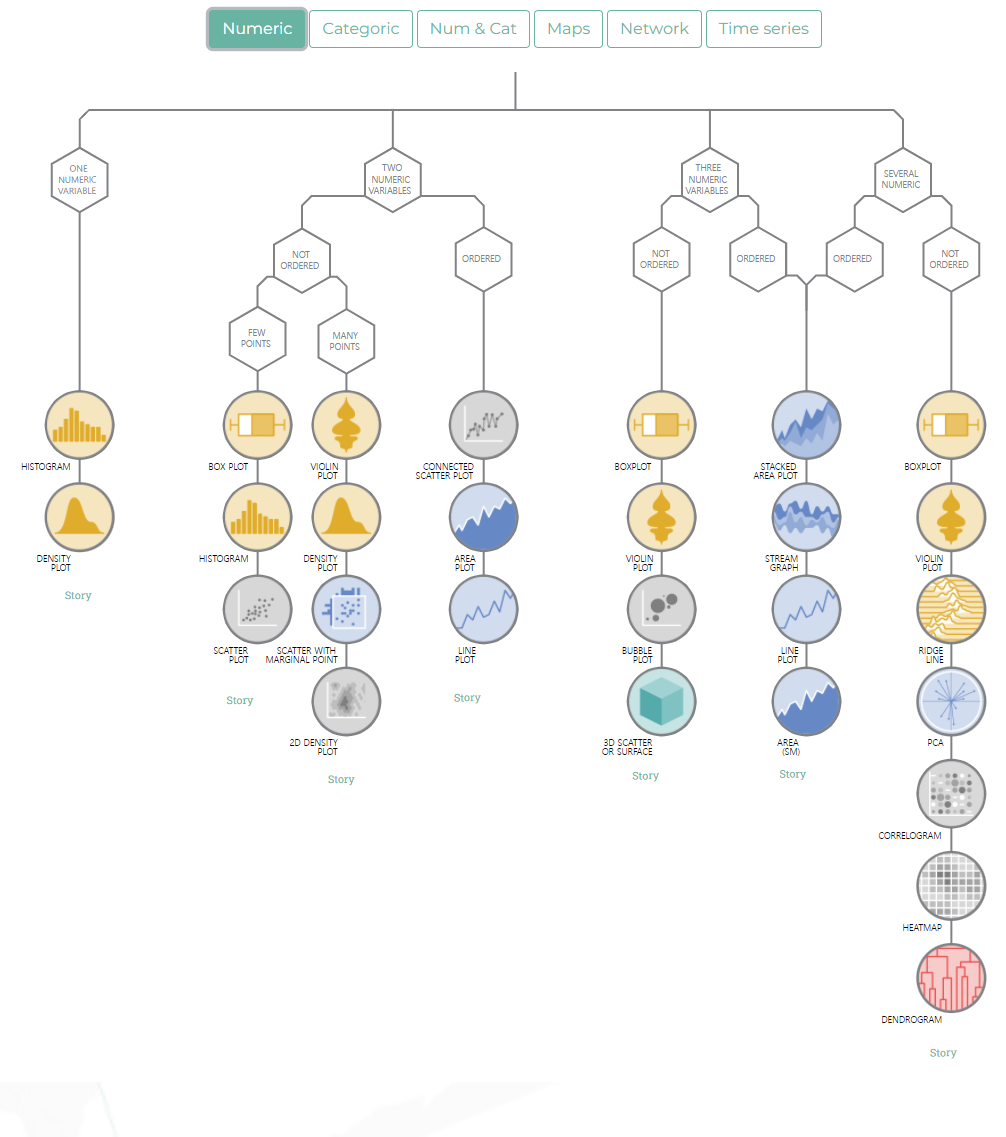 Numeric
Categoric
Num & Cat
Maps
Network
Time series
ONE
NUMERIC
VARIABLE
TWO
NUMERIC
VARIABLES
THREE
NUMERIC
VARIABLES
SEVERAL
NUMERIC
NOT
ORDERED
ORDERED
NOT
ORDERED
ORDERED
ORDERED
NOT
ORDERED
FEW
POINTS
MANY
POINTS
HISTOGRAM
DENSITY
PLOT
Story
BOX PLOT
HISTOGRAM
SCATTER
PLOT
Story
VIOLIN
PLOT
DENSITY
PLOT
SCATTER WITH
MARGINAL POINT
2D DENSITY
PLOT
Story
CONNECTED
SCATTER PLOT
AREA
PLOT
LINE
PLOT
Story
BOXPLOT
VIOLIN
PLOT
BUBBLE
PLOT
3D SCATTER
OR SURFACE
Story
STACKED
AREA PLOT
STREAM
GRAPH
LINE
PLOT
AREA
(SM)
Story
BOXPLOT
VIOLIN
PLOT
RIDGE
LINE
PCA
CORRELOGRAM
HEATMAP
DENDROGRAM
Story